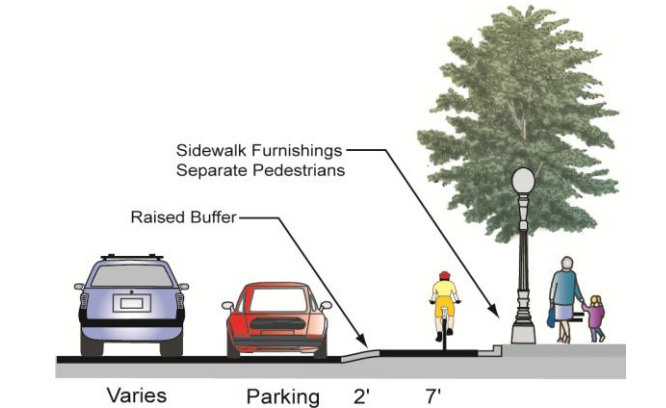 Sidewalk Furnishings
Separate Pedestrians
Raised Buffer
Varies Parking 2' 7'